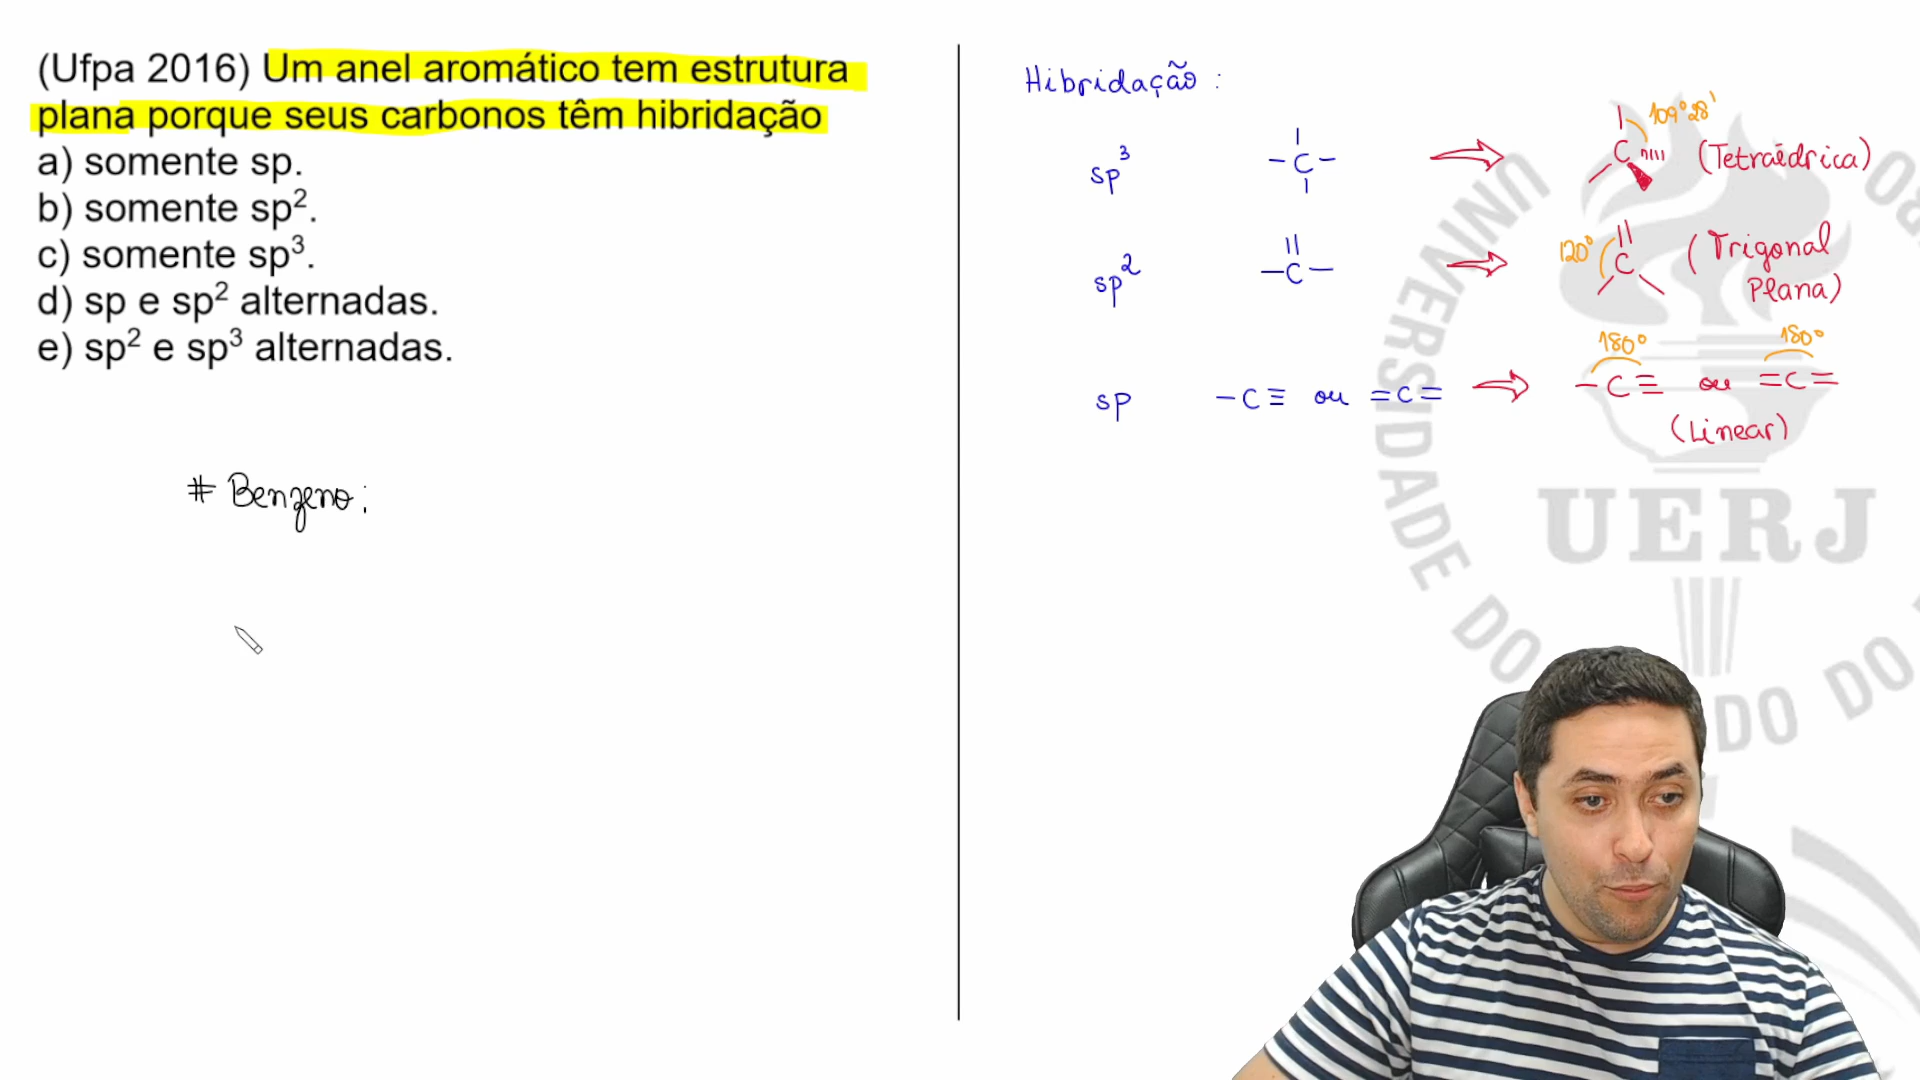 (Ufpa 2016) Um anel aromático tem estrutura
plana porque seus carbonos têm hibridação
a) somente sp.
b) somente sp².
c) somente sp³.
d) sp e sp² alternadas.
e) sp² e sp³ alternadas.
# Benzeno:
Hibridação :
sp³ –C– C 109°28' (Tetraédrica)
sp² –C– 120° C (Trigonal
Plana)
180° 180°
sp –C≡ ou =C= –C≡ ou =C=
(Linear)
UNIVERSIDADE DO
UERJ
DO DO
RO